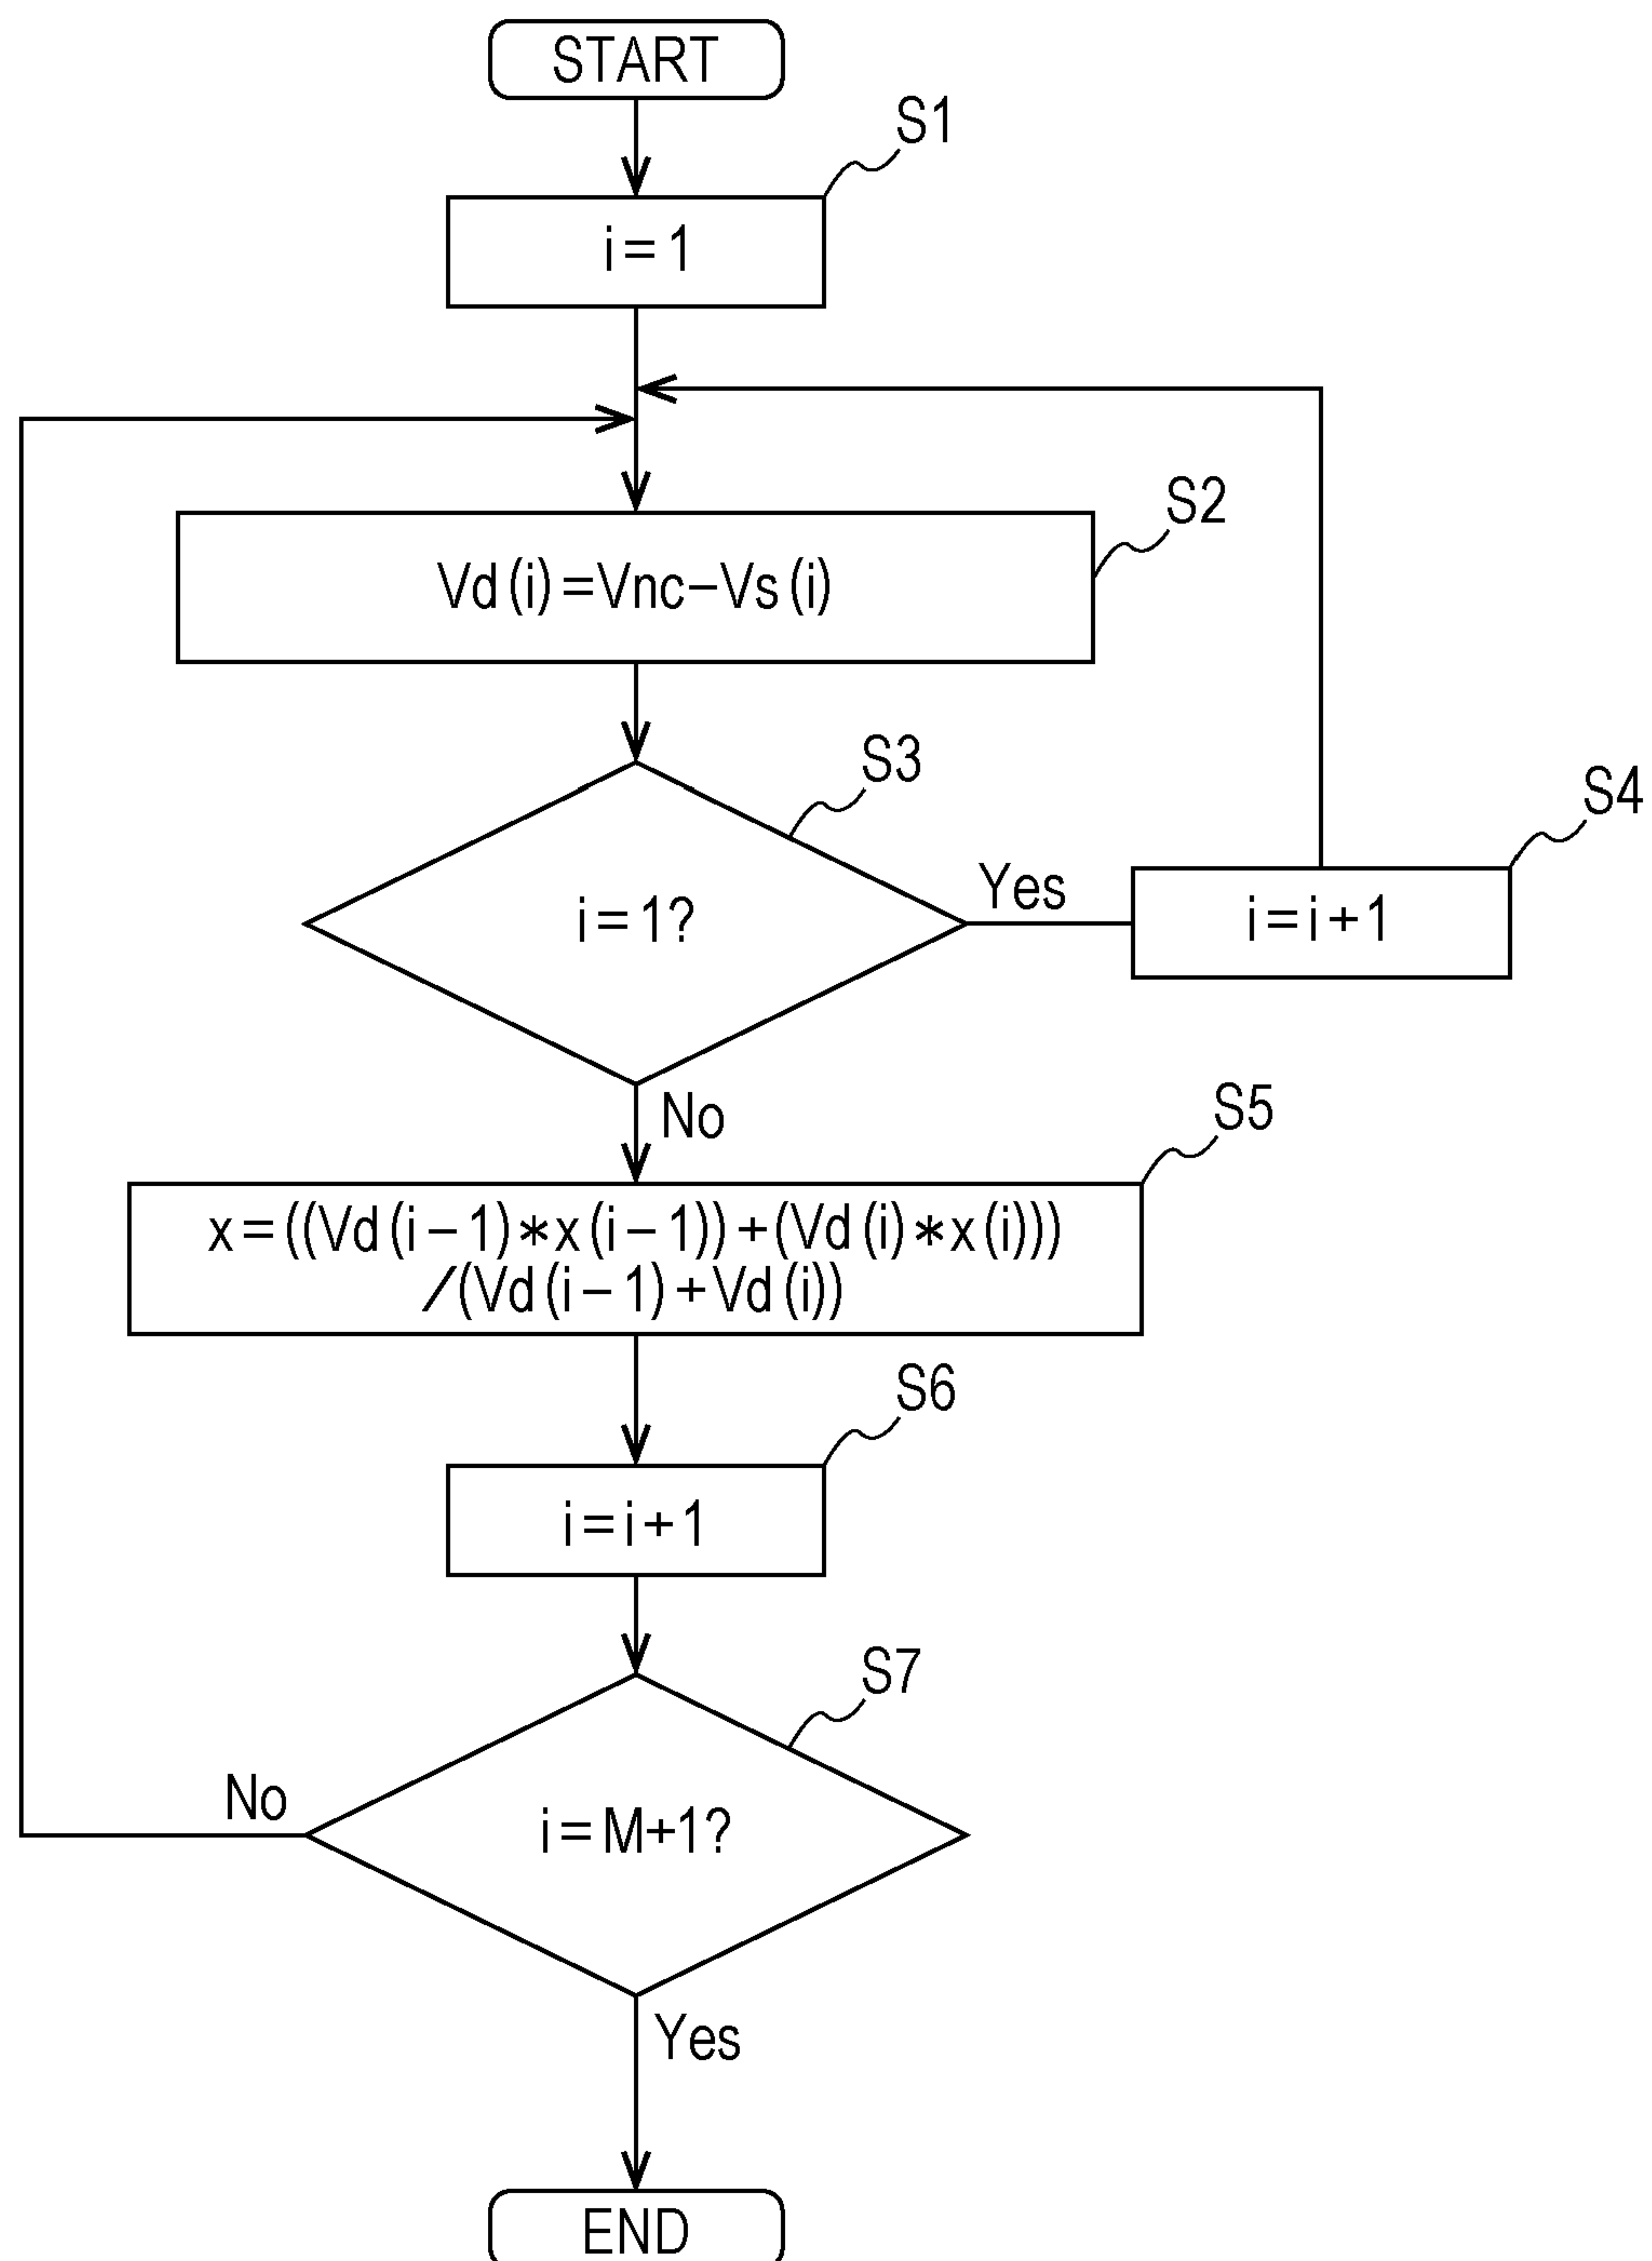 START
S1
i=1
S2
Vd(i)=Vnc-Vs(i)
S3
i=1?
Yes
S4
i=i+1
No
S5
x=((Vd(i-1)*x(i-1))+(Vd(i)*x(i)))
/(Vd(i-1)+Vd(i))
S6
i=i+1
S7
i=M+1?
No
Yes
END